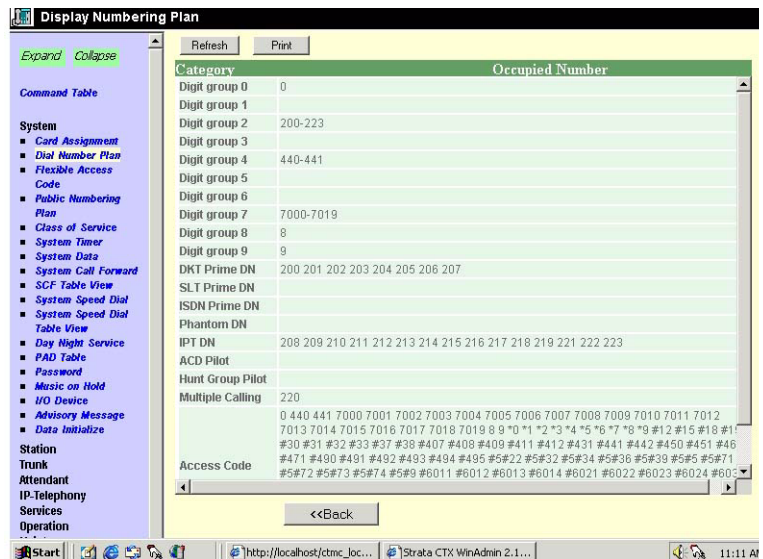 Display Numbering Plan
Expand Collapse
Command Table
System
Card Assignment
Dial Number Plan
Flexible Access
Code
Public Numbering
Plan
Class of Service
System Timer
System Data
System Call Forward
SCF Table View
System Speed Dial
System Speed Dial
Table View
Day Night Service
PAD Table
Password
Music on Hold
I/O Device
Advisory Message
Data Initialize
Station
Trunk
Attendant
IP-Telephony
Services
Operation
Refresh Print
Category Occupied Number
Digit group 0 0
Digit group 1
Digit group 2 200-223
Digit group 3
Digit group 4 440-441
Digit group 5
Digit group 6
Digit group 7 7000-7019
Digit group 8 8
Digit group 9 9
DKT Prime DN 200 201 202 203 204 205 206 207
SLT Prime DN
ISDN Prime DN
Phantom DN
IPT DN 208 209 210 211 212 213 214 215 216 217 218 219 221 222 223
ACD Pilot
Hunt Group Pilot
Multiple Calling 220
Access Code
0 440 441 7000 7001 7002 7003 7004 7005 7006 7007 7008 7009 7010 7011 7012
7013 7014 7015 7016 7017 7018 7019 8 9 *0 *1 *2 *3 *4 *5 *6 *7 *8 *9 #12 #15 #18
#30 #31 #32 #33 #37 #38 #407 #408 #409 #411 #412 #431 #441 #442 #450 #451 #46
#471 #490 #491 #492 #493 #494 #495 #5#22 #5#32 #5#34 #5#36 #5#39 #5#5 #5#71
#5#72 #5#73 #5#74 #5#9 #6011 #6012 #6013 #6014 #6021 #6022 #6023 #6024
<<Back
Start http://localhost/ctmc_loc... Strata CTX WinAdmin 2.1... 11:11 AM